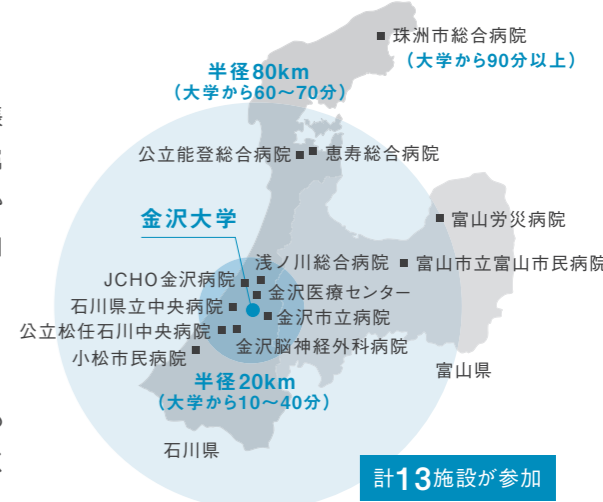 珠洲市総合病院
（大学から90分以上）
半径80km
（大学から60〜70分）
公立能登総合病院
恵寿総合病院
金沢大学
富山労災病院
浅ノ川総合病院
富山市立富山市民病院
JCHO金沢病院
金沢医療センター
石川県立中央病院
金沢市立病院
公立松任石川中央病院
金沢脳神経外科病院
小松市民病院
富山県
半径20km
（大学から10〜40分）
石川県
計13施設が参加